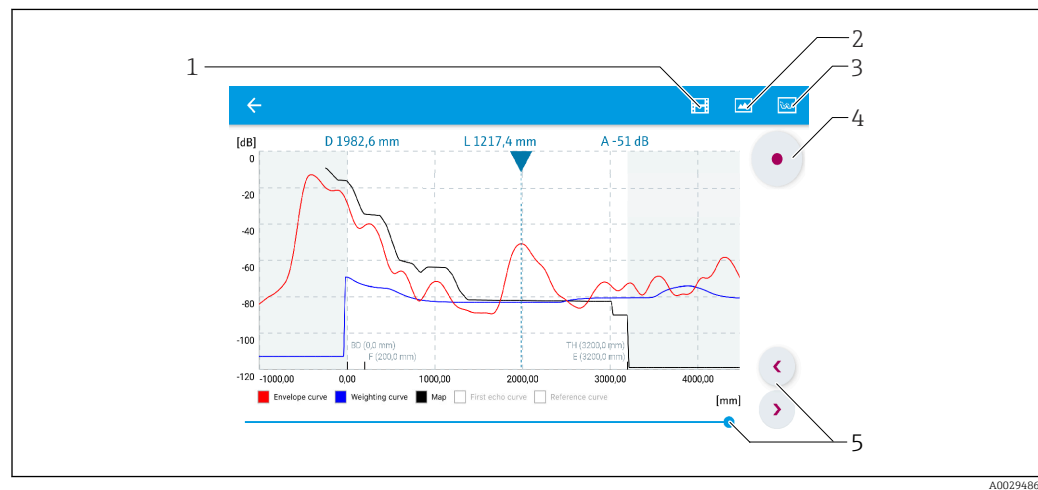 1
2
3
4
[dB] D 1982,6 mm L 1217,4 mm A -51 dB
0
-20
-40
-60
-80
-100
BD (0,0 mm) TH (3200,0 mm)
F (200,0 mm) E (3200,0 mm)
-120 -1000,00 0,00 1000,00 2000,00 3000,00 4000,00
Envelope curve Weighting curve Map First echo curve Reference curve [mm]
5
A0029486